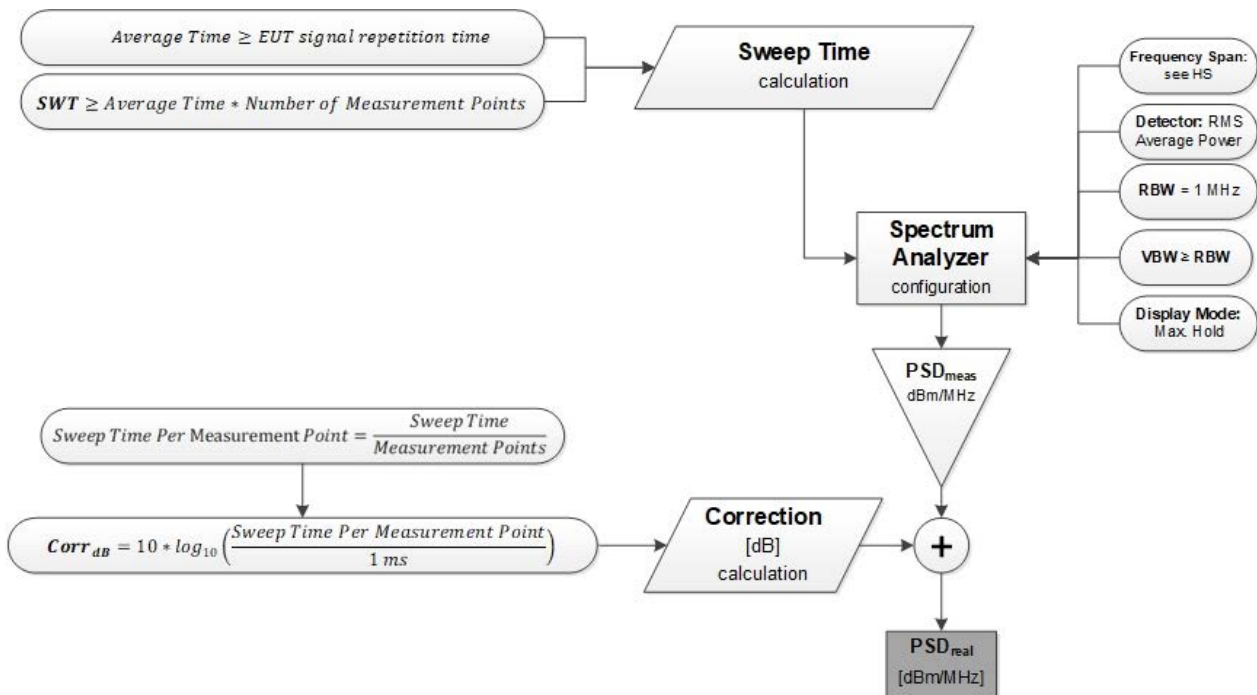 Average Time ≥ EUT signal repetition time
SWT ≥ Average Time * Number of Measurement Points
Sweep Time
calculation
Frequency Span:
see HS
Detector: RMS
Average Power
RBW = 1 MHz
VBW ≥ RBW
Display Mode:
Max. Hold
Spectrum
Analyzer
configuration
PSDmeas
dBm/MHz
Sweep Time Per Measurement Point = Sweep Time / Measurement Points
Corr dB = 10 * log10 (Sweep Time Per Measurement Point / 1 ms)
Correction
[dB]
calculation
+
PSDreal
[dBm/MHz]